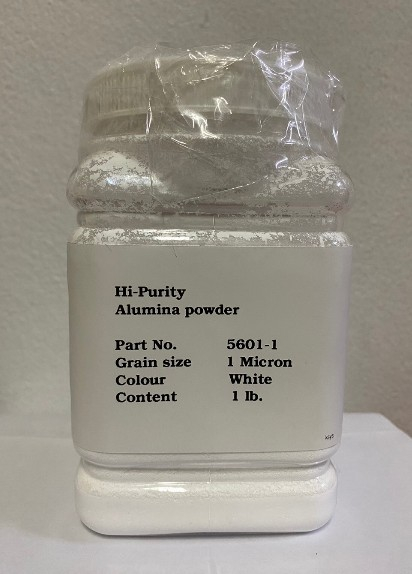 Hi-Purity
Alumina powder
Part No. 5601-1
Grain size 1 Micron
Colour White
Content 1 lb.